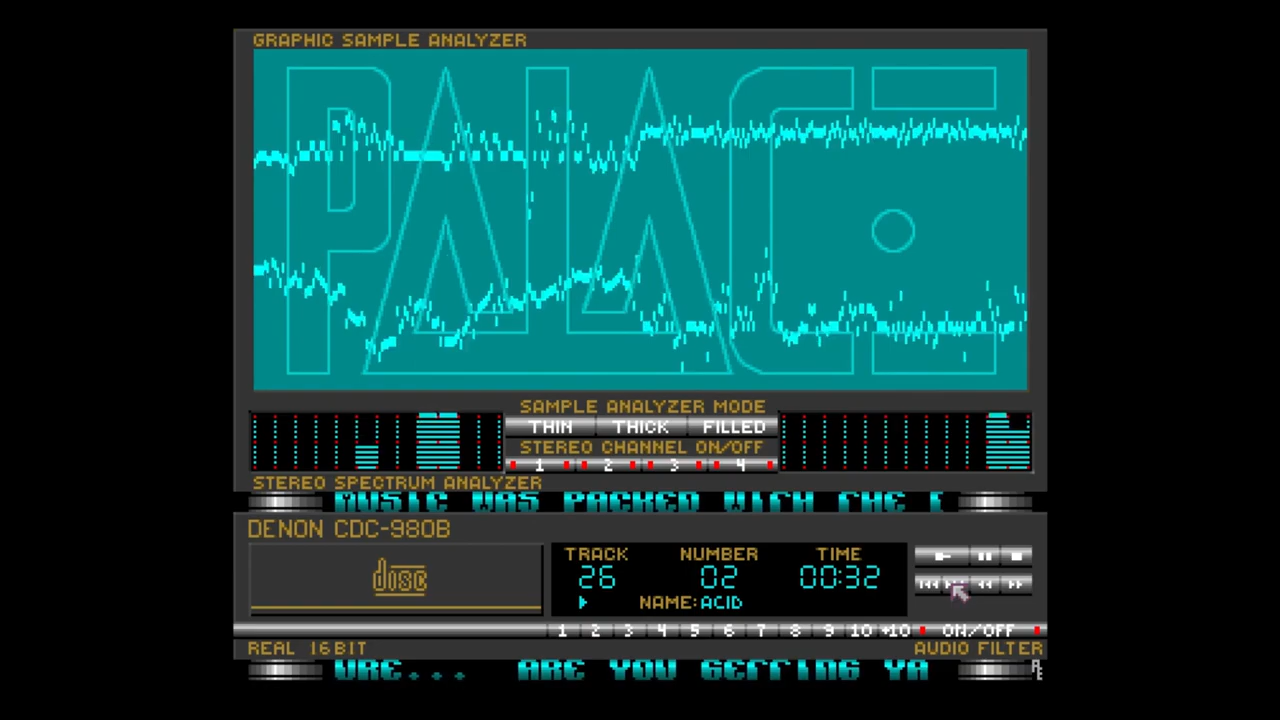 GRAPHIC SAMPLE ANALYZER
PALACE
SAMPLE ANALYZER MODE
THIN THICK FILLED
STEREO CHANNEL ON/OFF
1 2 3 4
STEREO SPECTRUM ANALYZER
MUSIC WAS PACKED WITH THE
DENON CDC-980B
disc
TRACK NUMBER TIME
26 02 00:32
NAME:ACID
1 2 3 4 5 6 7 8 9 10 +10 ON/OFF
REAL 16BIT AUDIO FILTER
URE... ARE YOU GETTING YA